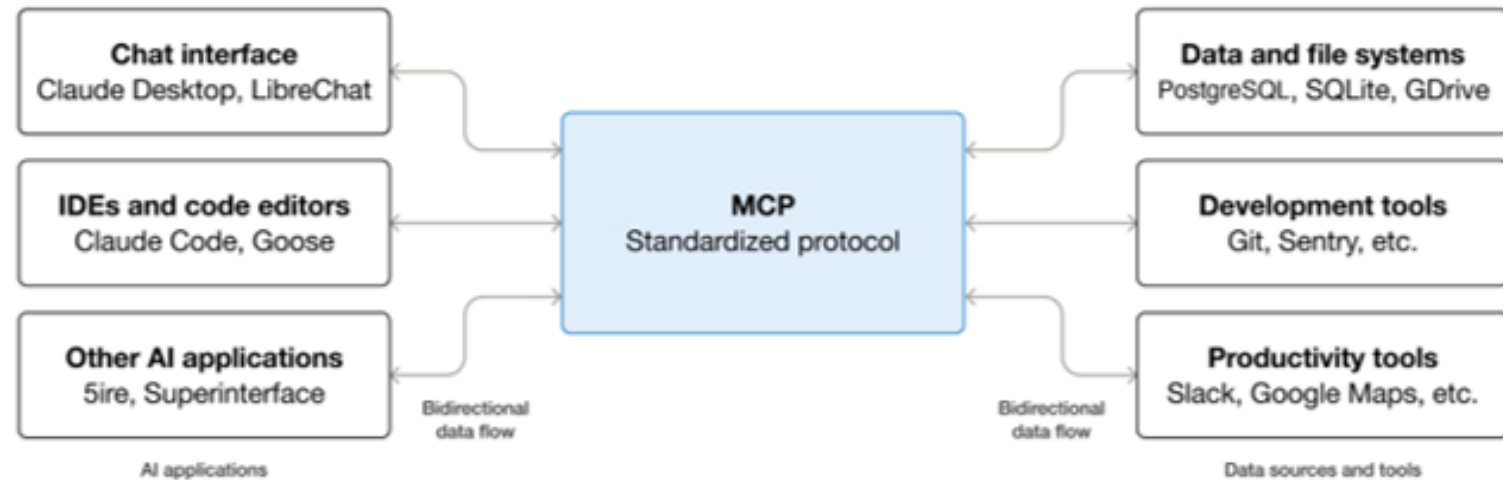 Chat interface
Claude Desktop, LibreChat
IDEs and code editors
Claude Code, Goose
Other AI applications
5ire, Superinterface
AI applications
Bidirectional
data flow
MCP
Standardized protocol
Bidirectional
data flow
Data and file systems
PostgreSQL, SQLite, GDrive
Development tools
Git, Sentry, etc.
Productivity tools
Slack, Google Maps, etc.
Data sources and tools